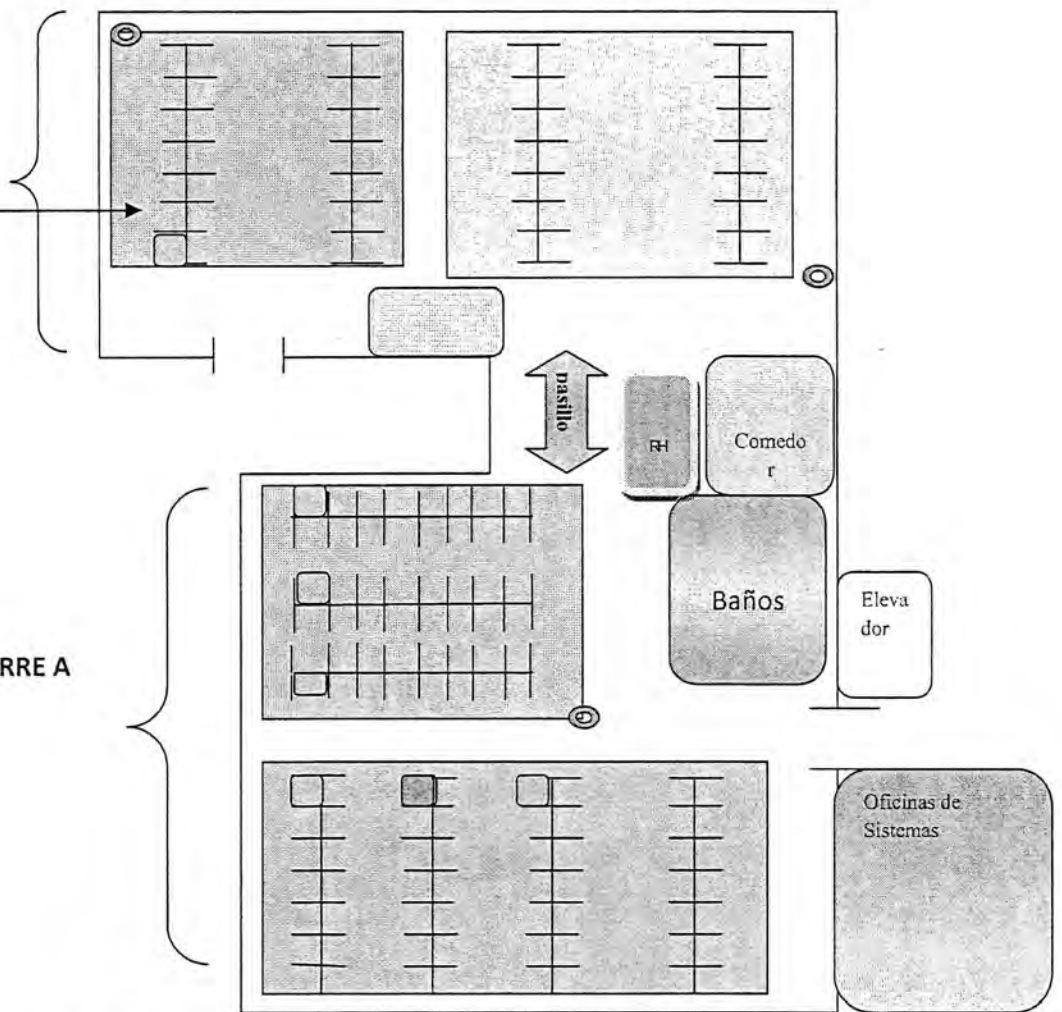 pasillo
RH
Comedo
r
Baños
Eleva
dor
RRE A
Oficinas de
Sistemas